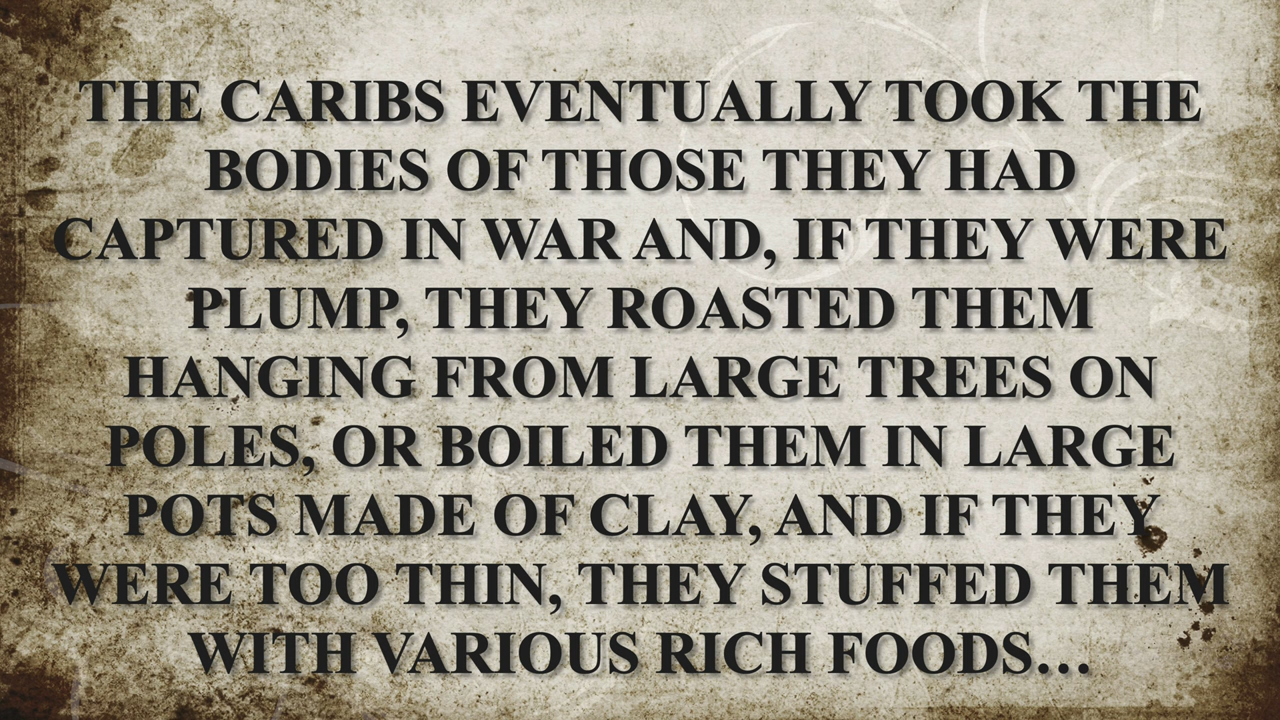 THE CARIBS EVENTUALLY TOOK THE
BODIES OF THOSE THEY HAD
CAPTURED IN WAR AND, IF THEY WERE
PLUMP, THEY ROASTED THEM
HANGING FROM LARGE TREES ON
POLES, OR BOILED THEM IN LARGE
POTS MADE OF CLAY, AND IF THEY
WERE TOO THIN, THEY STUFFED THEM
WITH VARIOUS RICH FOODS…